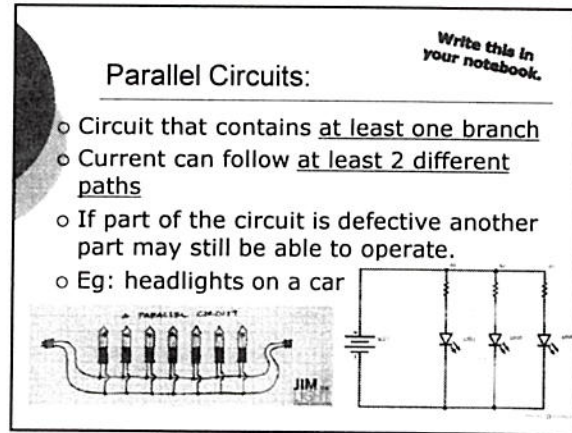 Write this in
your notebook.
Parallel Circuits:
o Circuit that contains at least one branch
o Current can follow at least 2 different
paths
o If part of the circuit is defective another
part may still be able to operate.
o Eg: headlights on a car
A PARALLEL CIRCUIT
JIM
LIGHT